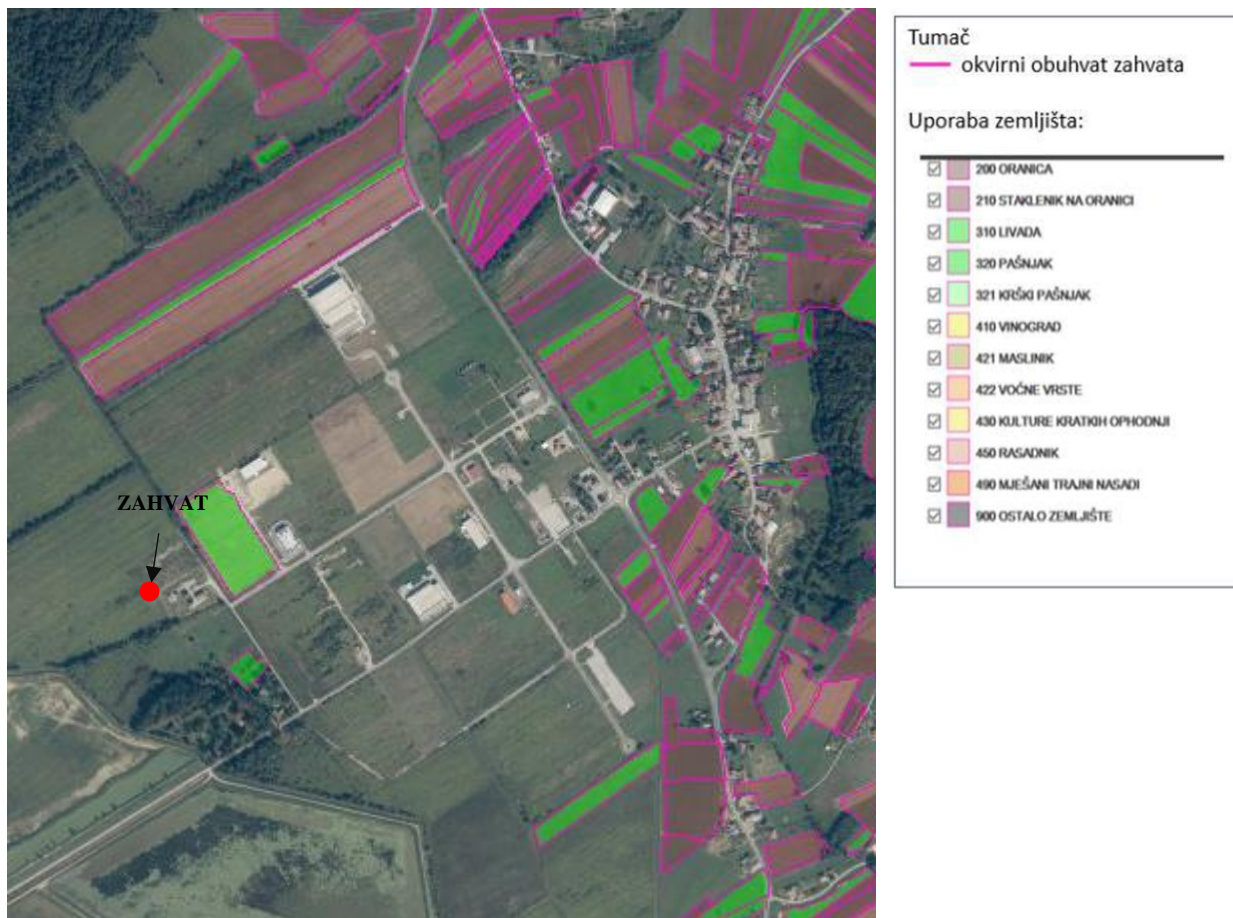 ZAHVAT
Tumač
okvirni obuhvat zahvata
Uporaba zemljišta:
200 ORANICA
210 STAKLENIK NA ORANICI
310 LIVADA
320 PAŠNJAK
321 KRŠKI PAŠNJAK
410 VINOGRAD
421 MASLINIK
422 VOĆNE VRSTE
430 KULTURE KRATKIH OPHODNJI
450 RASADNIK
490 MJEŠANI TRAJNI NASADI
900 OSTALO ZEMLJIŠTE